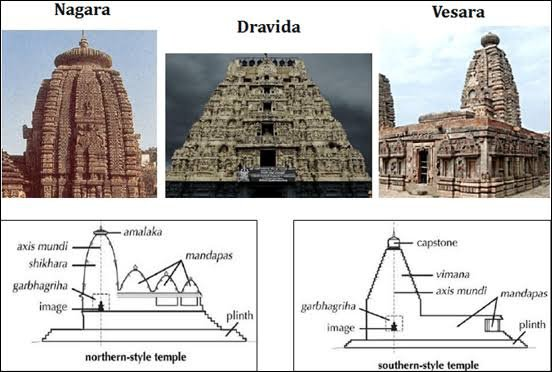 Nagara
Dravida
Vesara
amalaka
axis mundi
shikhara
mandapas
garbhagriha
image
plinth
northern-style temple
capstone
vimana
axis mundi
mandapas
garbhagriha
image
plinth
southern-style temple